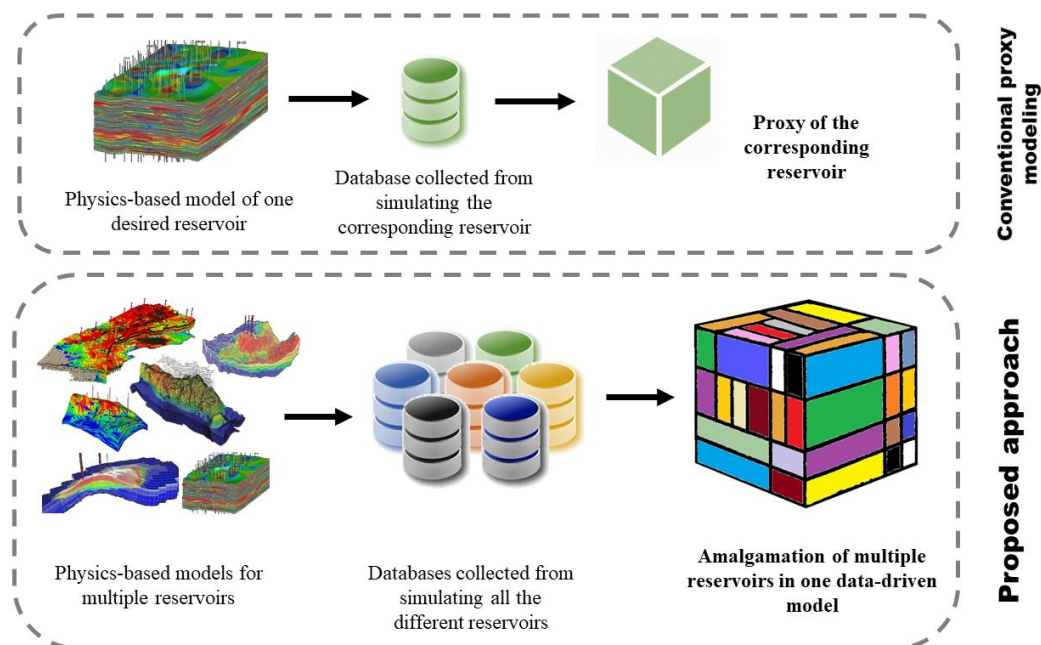 Physics-based model of one
desired reservoir
Database collected from
simulating the
corresponding reservoir
Proxy of the
corresponding
reservoir
Conventional proxy
modeling
Physics-based models for
multiple reservoirs
Databases collected from
simulating all the
different reservoirs
Amalgamation of multiple
reservoirs in one data-driven
model
Proposed approach